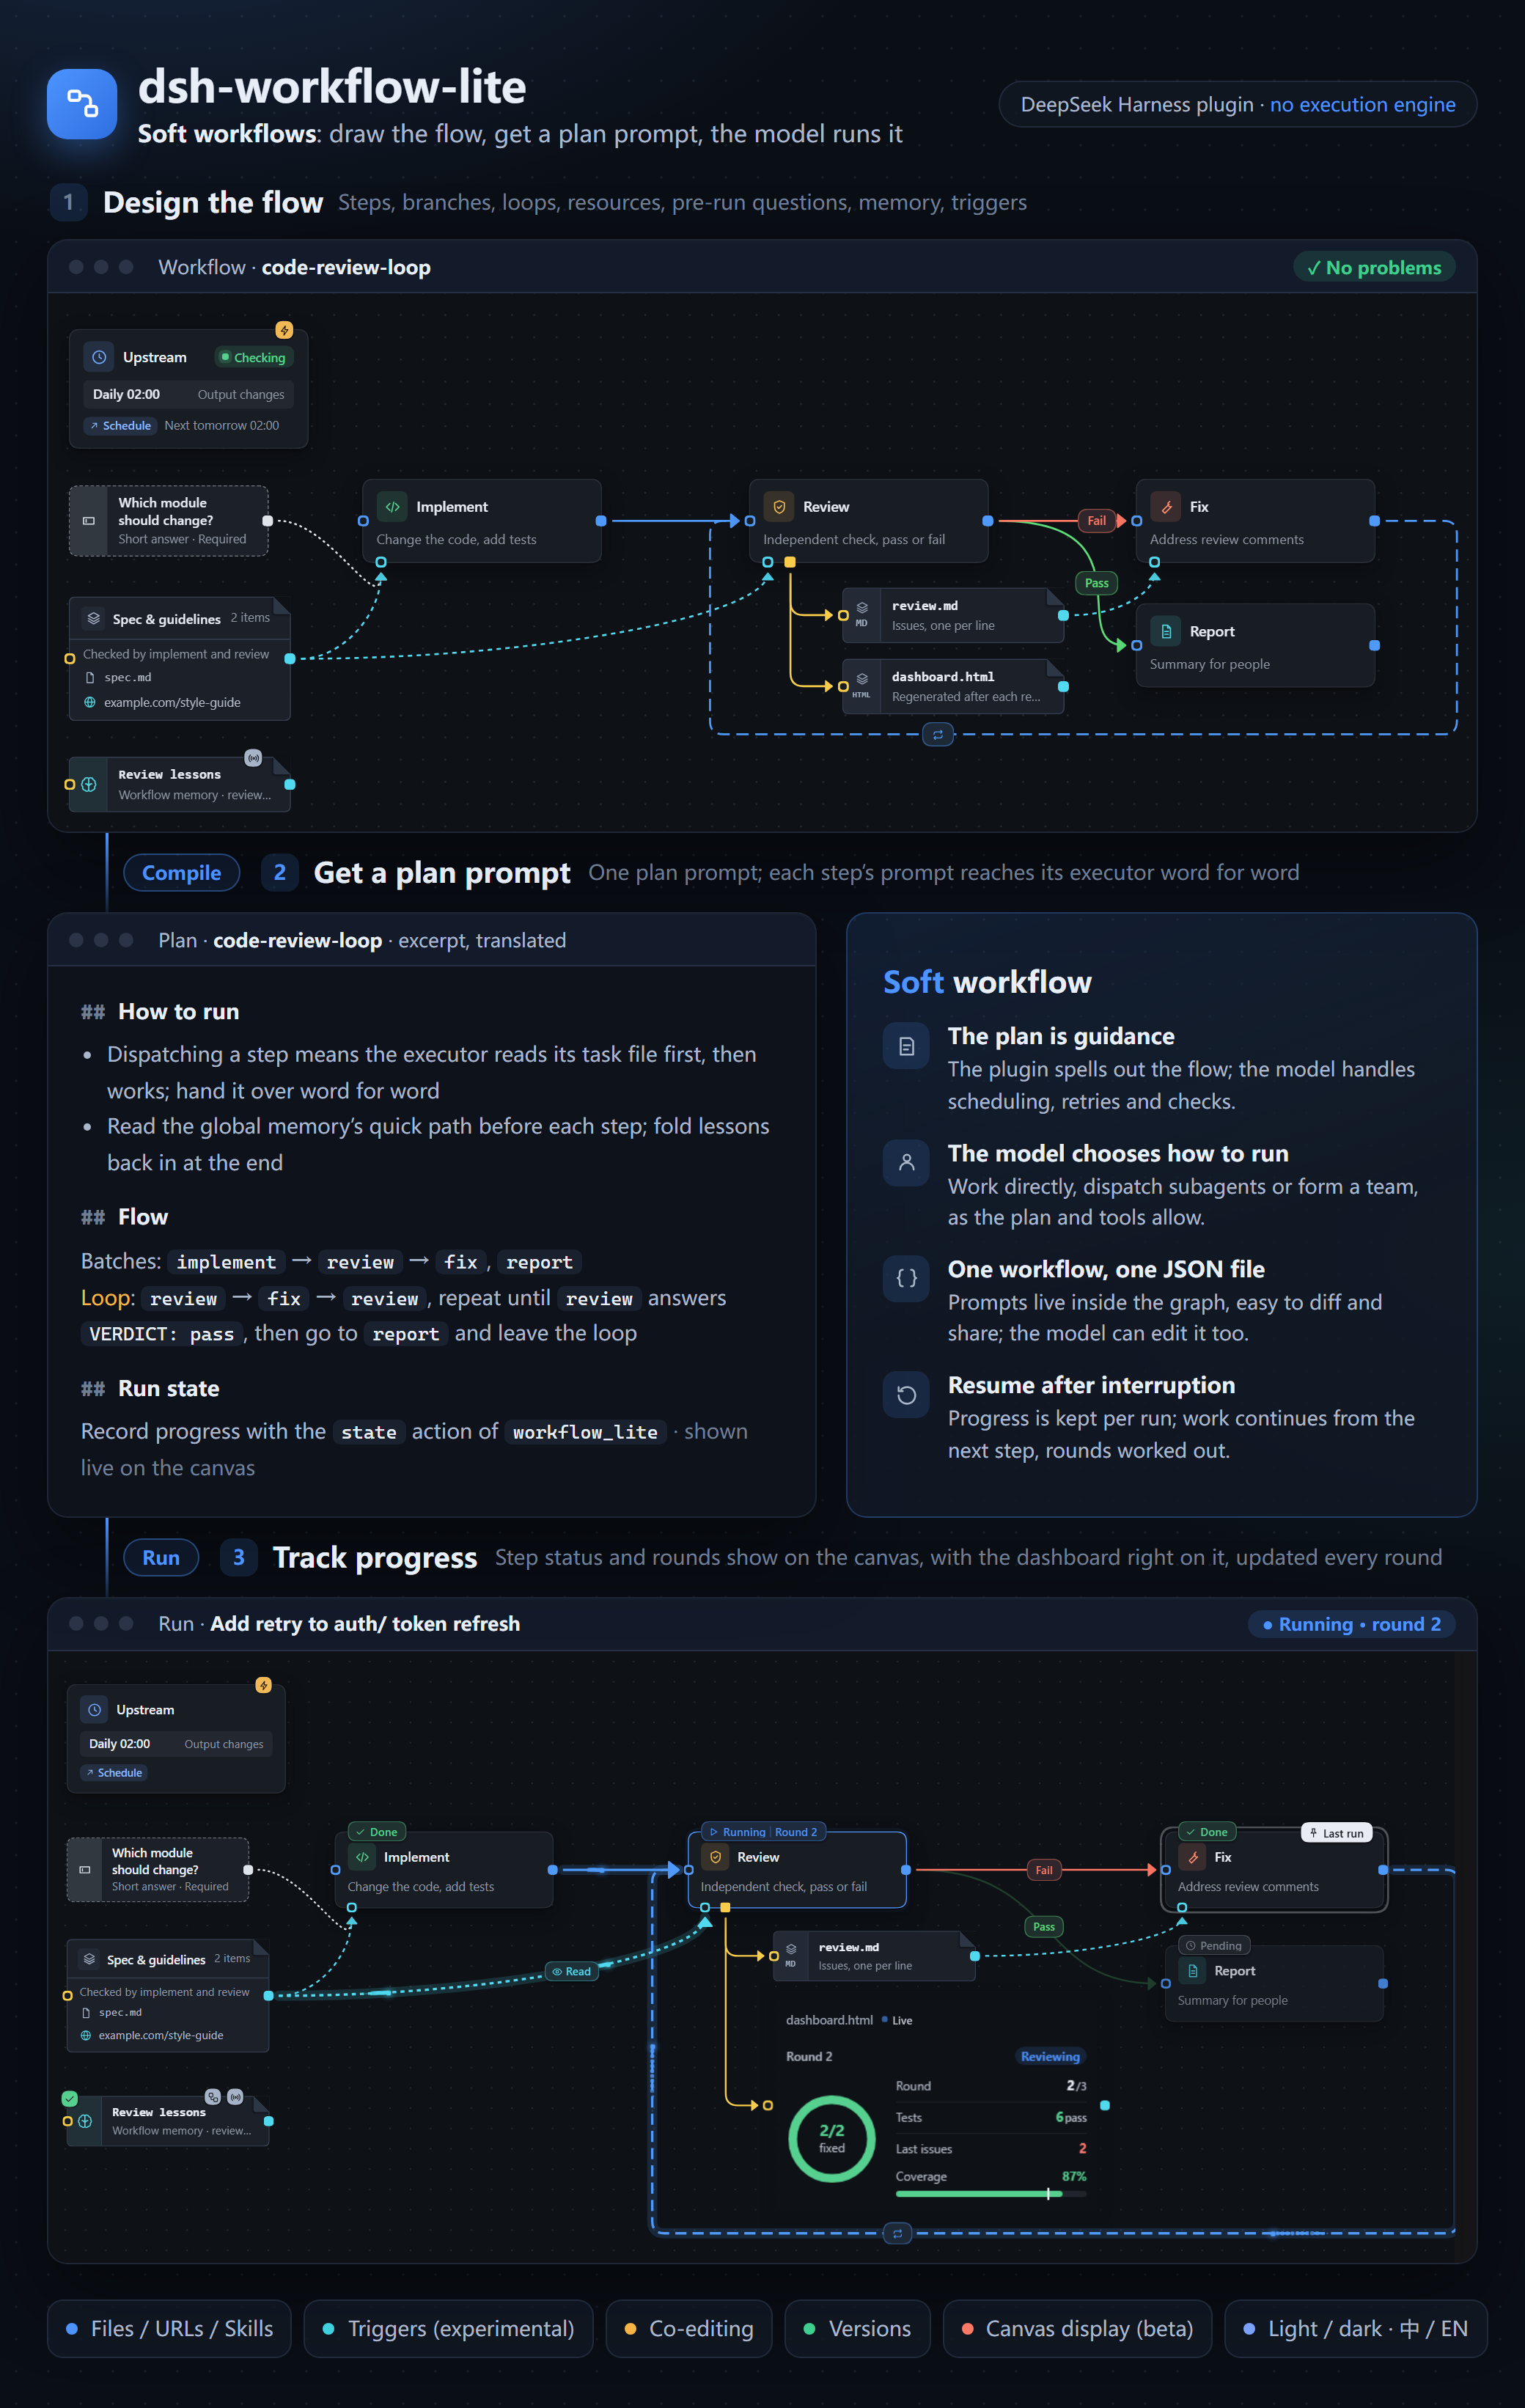 dsh-workflow-lite
Soft workflows: draw the flow, get a plan prompt, the model runs it
DeepSeek Harness plugin · no execution engine
1 Design the flow Steps, branches, loops, resources, pre-run questions, memory, triggers
Workflow · code-review-loop
✓ No problems
Upstream
Checking
Daily 02:00 Output changes
Schedule Next tomorrow 02:00
Which module
should change?
Short answer · Required
Implement
Change the code, add tests
Review
Independent check, pass or fail
Fail
Fix
Address review comments
Pass
Spec & guidelines 2 items
Checked by implement and review
spec.md
example.com/style-guide
MD
review.md
Issues, one per line
Report
Summary for people
HTML
dashboard.html
Regenerated after each re...
Review lessons
Workflow memory · review...
Compile 2 Get a plan prompt One plan prompt; each step’s prompt reaches its executor word for word
Plan · code-review-loop · excerpt, translated
## How to run
• Dispatching a step means the executor reads its task file first, then
works; hand it over word for word
• Read the global memory’s quick path before each step; fold lessons
back in at the end
## Flow
Batches: implement → review → fix, report
Loop: review → fix → review, repeat until review answers
VERDICT: pass, then go to report and leave the loop
## Run state
Record progress with the state action of workflow_lite · shown
live on the canvas
Soft workflow
The plan is guidance
The plugin spells out the flow; the model handles
scheduling, retries and checks.
The model chooses how to run
Work directly, dispatch subagents or form a team,
as the plan and tools allow.
{ } One workflow, one JSON file
Prompts live inside the graph, easy to diff and
share; the model can edit it too.
Resume after interruption
Progress is kept per run; work continues from the
next step, rounds worked out.
Run 3 Track progress Step status and rounds show on the canvas, with the dashboard right on it, updated every round
Run · Add retry to auth/ token refresh
Running • round 2
Upstream
Daily 02:00 Output changes
Schedule
Which module
should change?
Short answer · Required
Done
Implement
Change the code, add tests
Running Round 2
Review
Independent check, pass or fail
Fail
Done
Last run
Fix
Address review comments
Pass
Spec & guidelines 2 items
Checked by implement and review
spec.md
example.com/style-guide
Read
MD
review.md
Issues, one per line
Pending
Report
Summary for people
dashboard.html Live
Round 2 Reviewing
2/2
fixed
Round 2/3
Tests 6 pass
Last issues 2
Coverage 87%
Review lessons
Workflow memory · review...
Files / URLs / Skills
Triggers (experimental)
Co-editing
Versions
Canvas display (beta)
Light / dark · 中 / EN